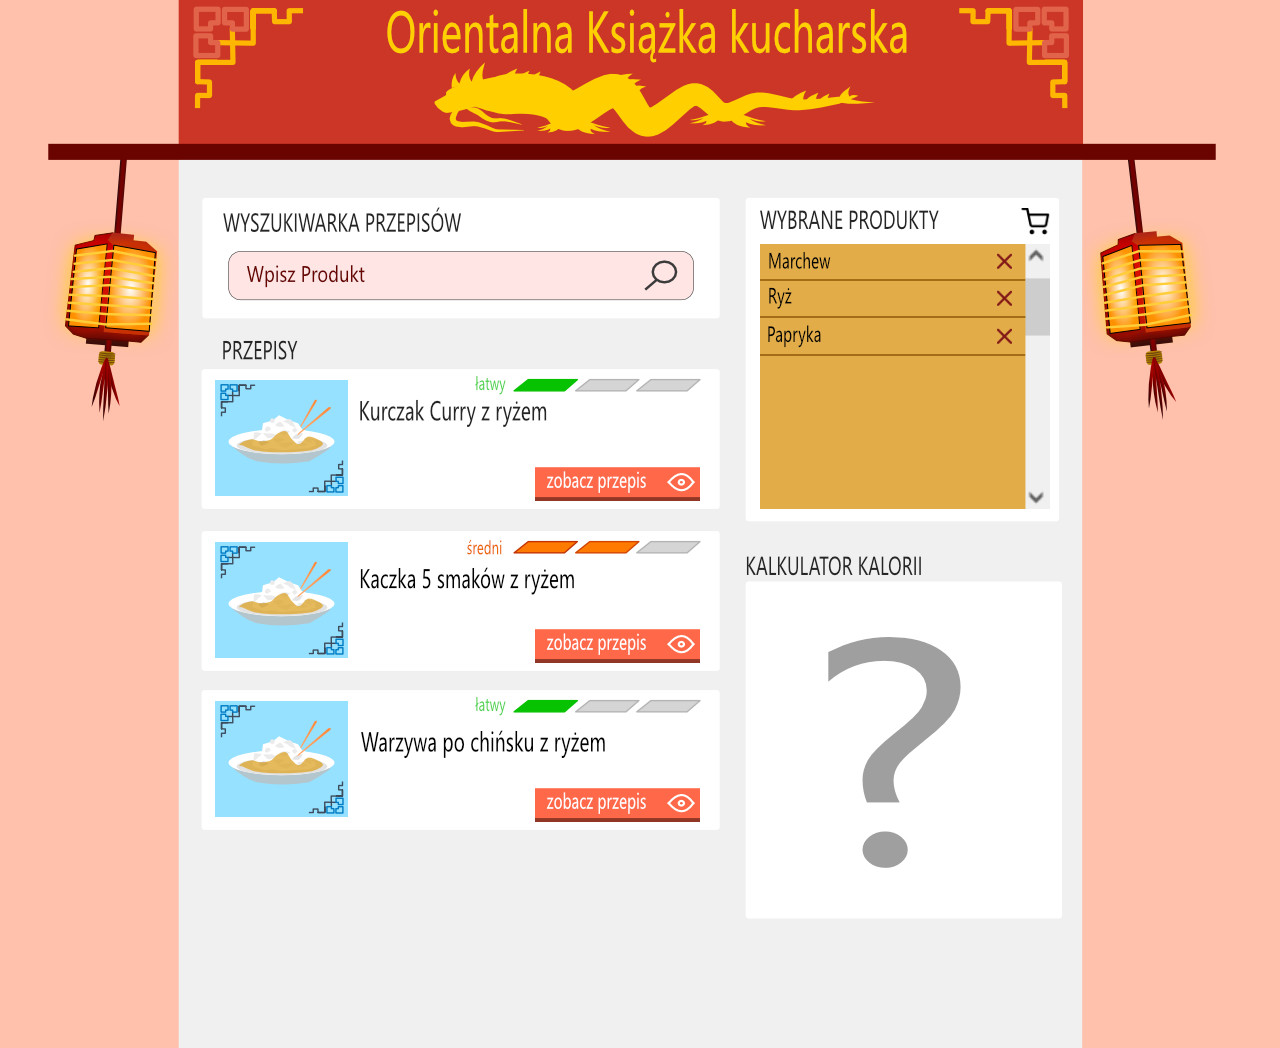 Orientalna Książka kucharska
WYSZUKIWARKA PRZEPISÓW
Wpisz Produkt
PRZEPISY
łatwy
Kurczak Curry z ryżem
zobacz przepis
średni
Kaczka 5 smaków z ryżem
zobacz przepis
łatwy
Warzywa po chińsku z ryżem
zobacz przepis
WYBRANE PRODUKTY
Marchew
Ryż
Papryka
KALKULATOR KALORII
?